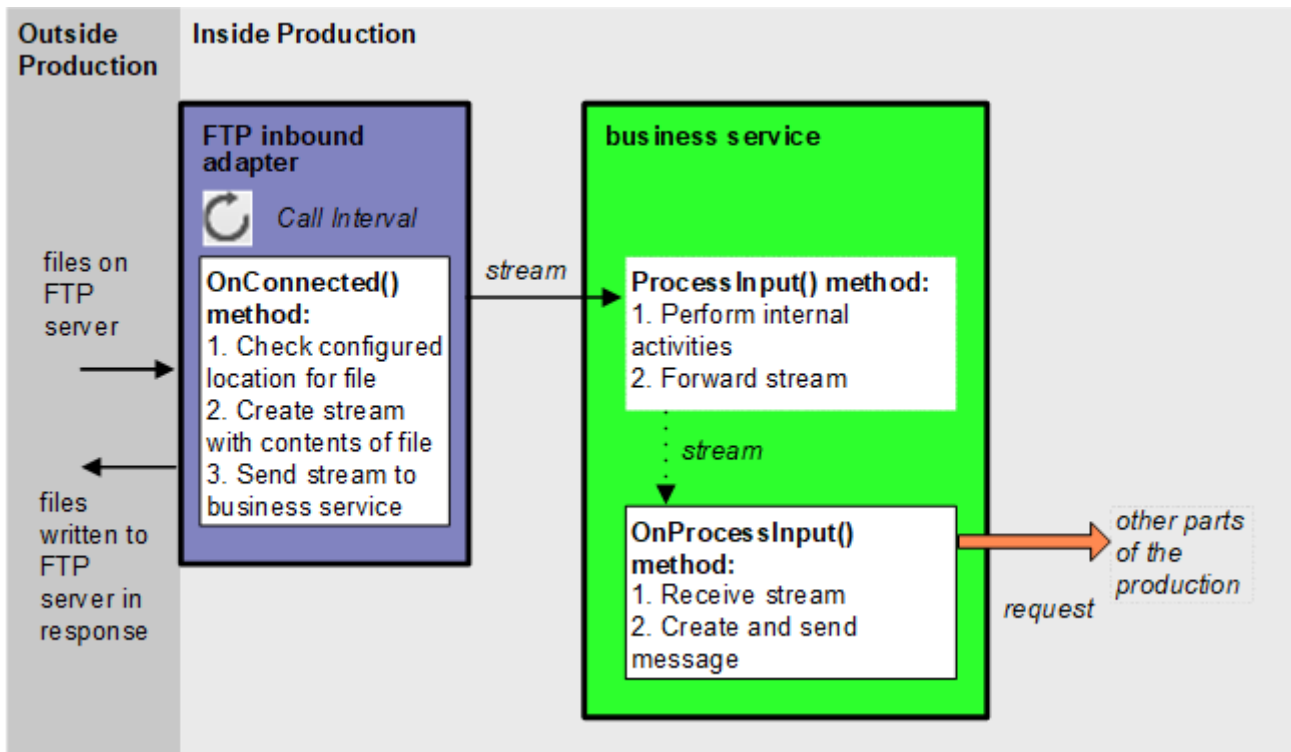 Outside
Production
Inside Production
FTP inbound
adapter
Call Interval
OnConnected()
method:
1. Check configured
location for file
2. Create stream
with contents of file
3. Send stream to
business service
files on
FTP
server
files
written to
FTP
server in
response
stream
business service
ProcessInput() method:
1. Perform internal
activities
2. Forward stream
stream
OnProcessInput()
method:
1. Receive stream
2. Create and send
message
request
other parts
of the
production